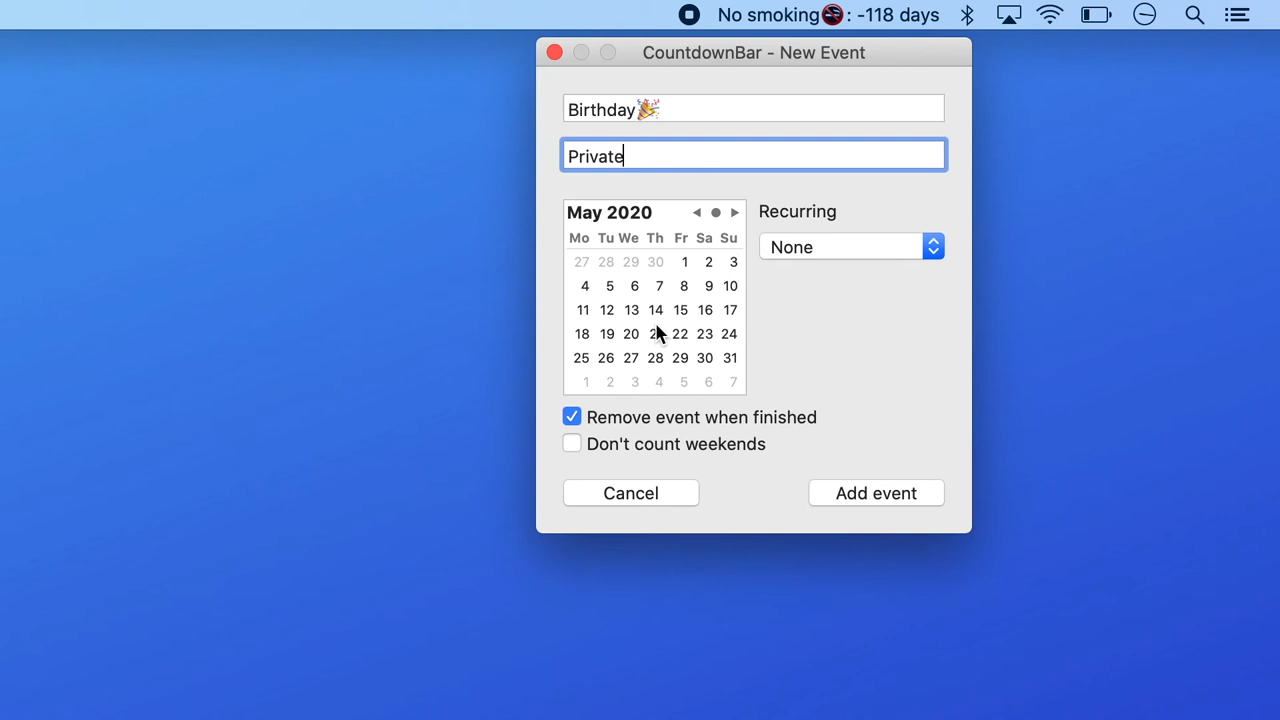 No smoking🚭: -118 days
CountdownBar - New Event
Birthday🎉
Private
May 2020
Recurring
Mo Tu We Th Fr Sa Su
None
27 28 29 30 1 2 3
4 5 6 7 8 9 10
11 12 13 14 15 16 17
18 19 20 22 23 24
25 26 27 28 29 30 31
1 2 3 4 5 6 7
Remove event when finished
Don't count weekends
Cancel
Add event